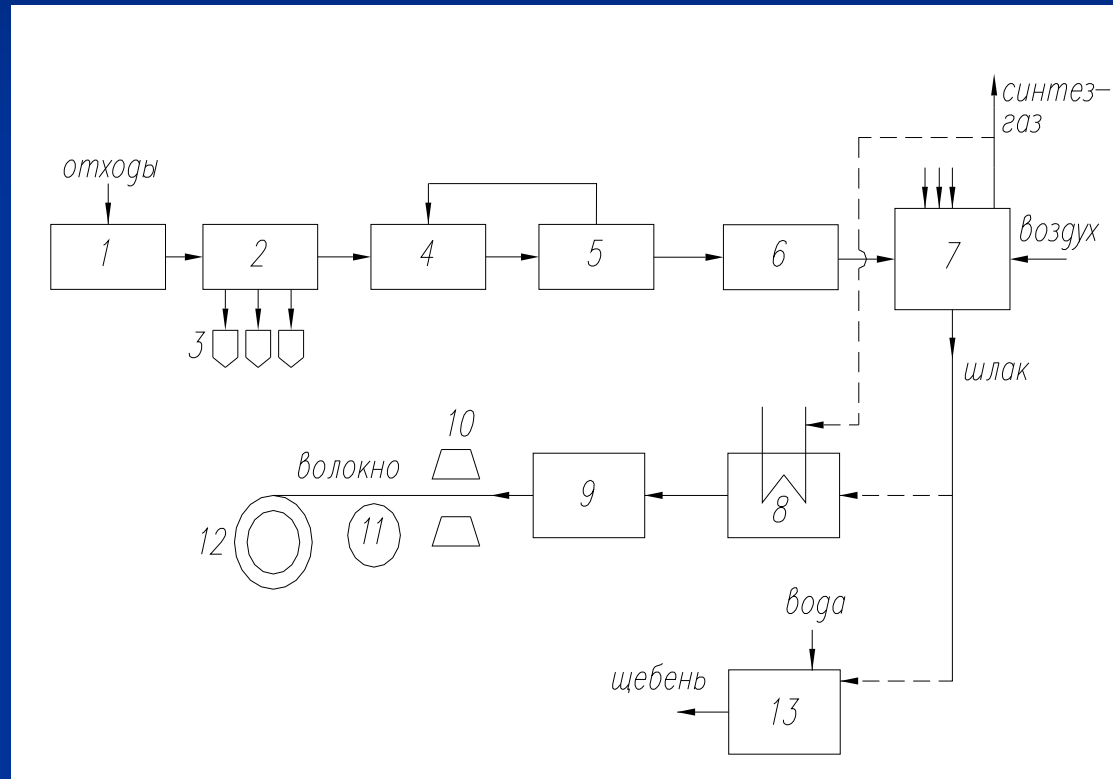 синтез-
газ
отходы
1
2
4
5
6
7
воздух
3
шлак
10
волокно
8
9
11
12
вода
щебень
13